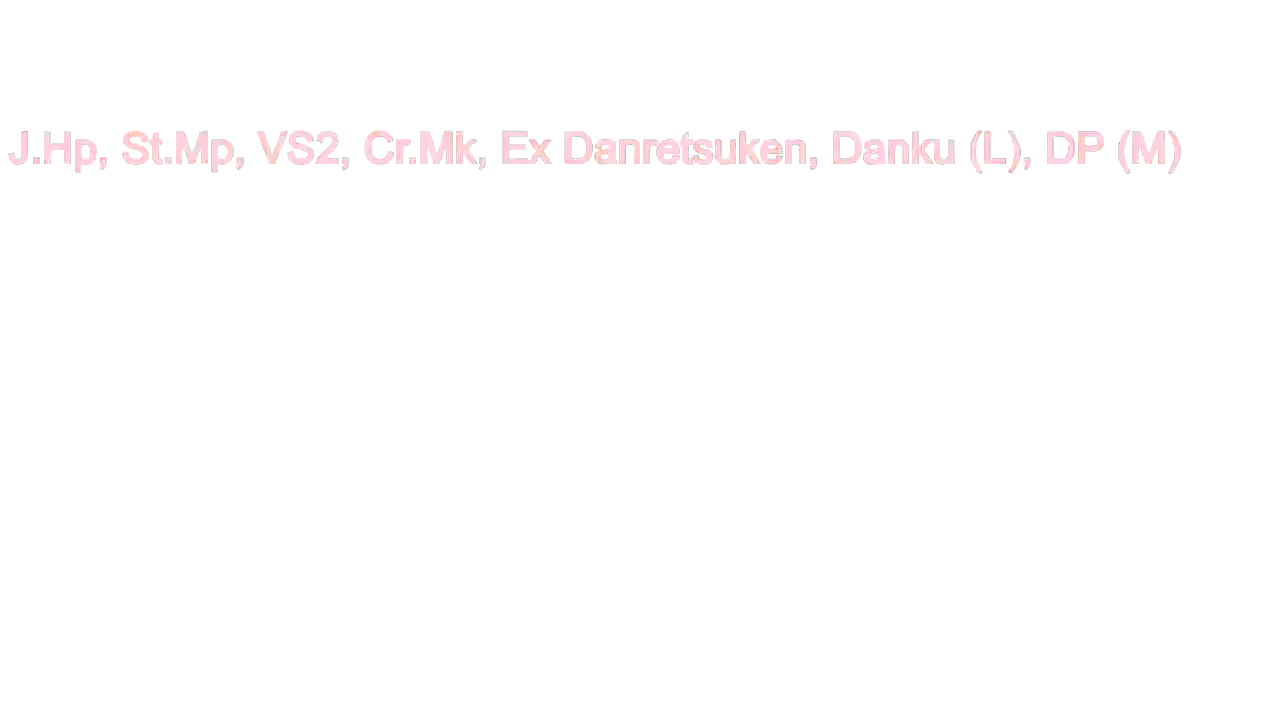 J.Hp, St.Mp, VS2, Cr.Mk, Ex Danretsuken, Danku (L), DP (M)